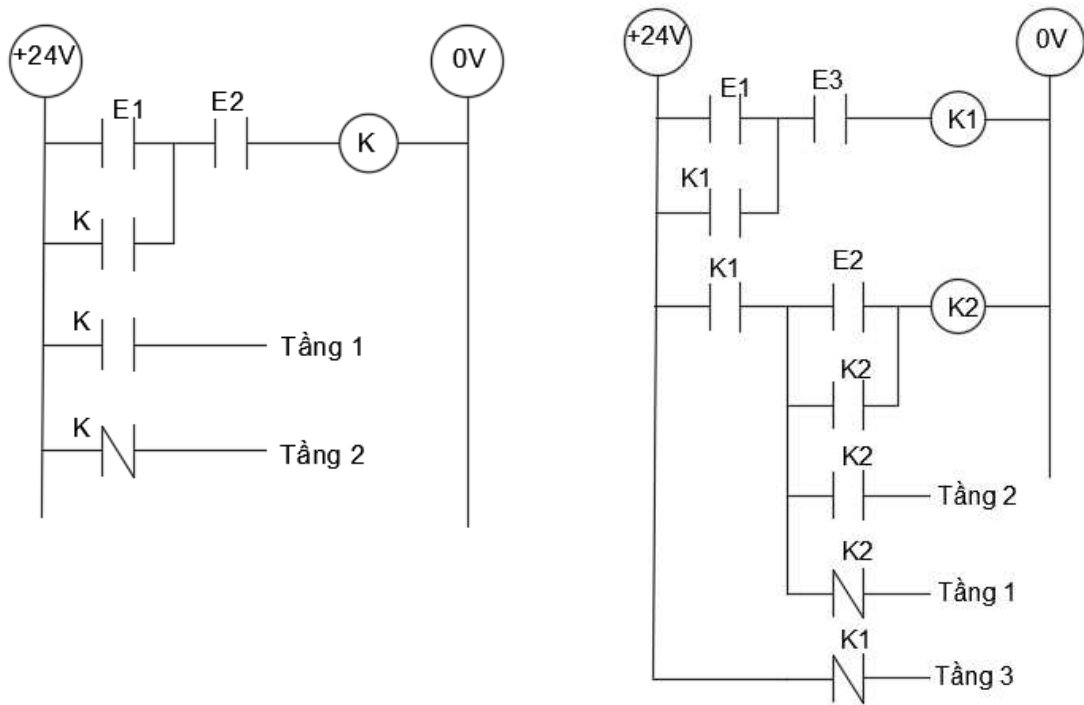 +24V
0V
E1
E2
K
K
K
Tầng 1
K
Tầng 2
+24V
0V
E1
E3
K1
K1
K1
E2
K2
K2
K2
Tầng 2
K2
Tầng 1
K1
Tầng 3